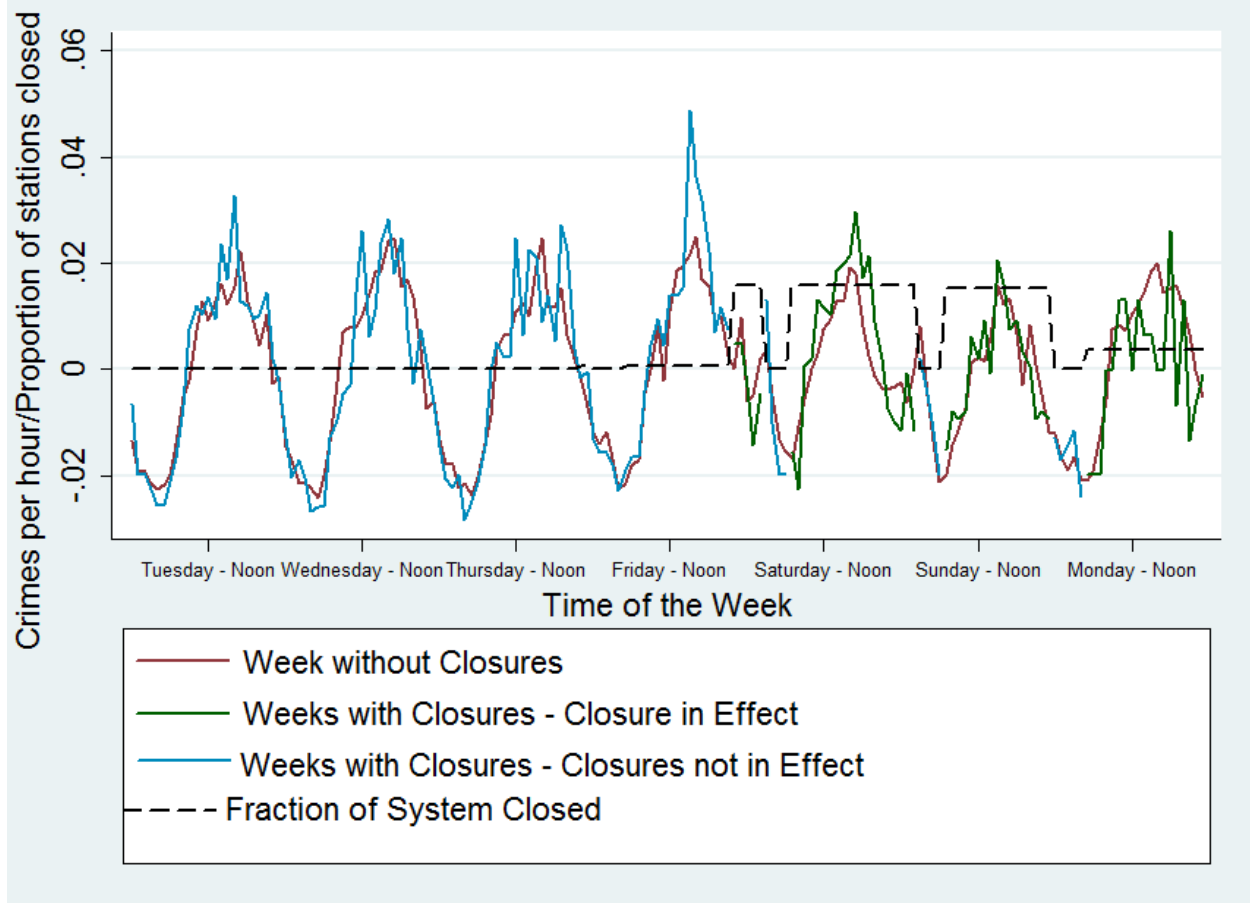 Crimes per hour/Proportion of stations closed
.06
.04
.02
0
-.02
Tuesday - Noon Wednesday - Noon Thursday - Noon Friday - Noon Saturday - Noon Sunday - Noon Monday - Noon
Time of the Week
Week without Closures
Weeks with Closures - Closure in Effect
Weeks with Closures - Closures not in Effect
Fraction of System Closed